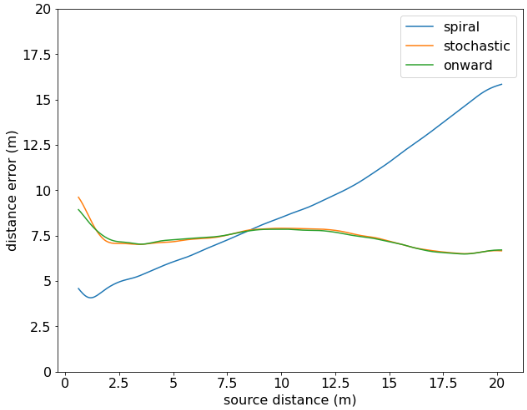 20
17.5
15
12.5
10
7.5
5
2.5
0
distance error (m)
spiral
stochastic
onward
0 2.5 5 7.5 10 12.5 15 17.5 20
source distance (m)